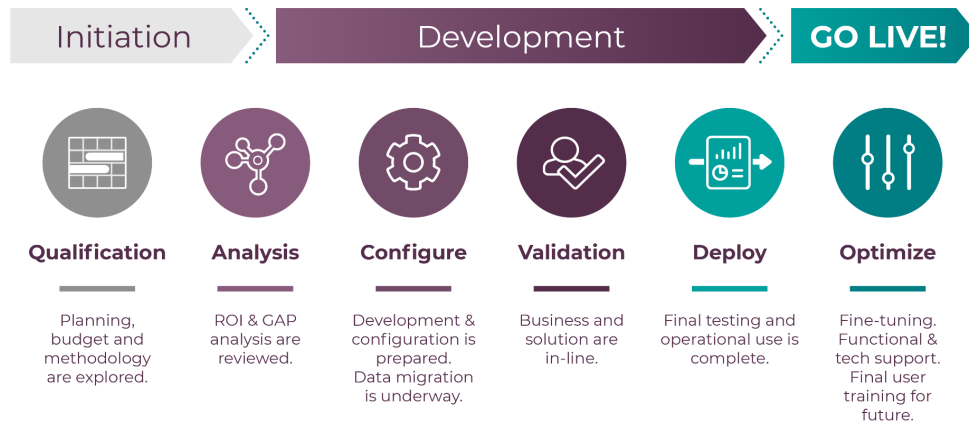 Initiation
Development
GO LIVE!
Qualification
Planning,
budget and
methodology
are explored.
Analysis
ROI & GAP
analysis are
reviewed.
Configure
Development &
configuration is
prepared.
Data migration
is underway.
Validation
Business and
solution are
in-line.
Deploy
Final testing and
operational use is
complete.
Optimize
Fine-tuning.
Functional &
tech support.
Final user
training for
future.